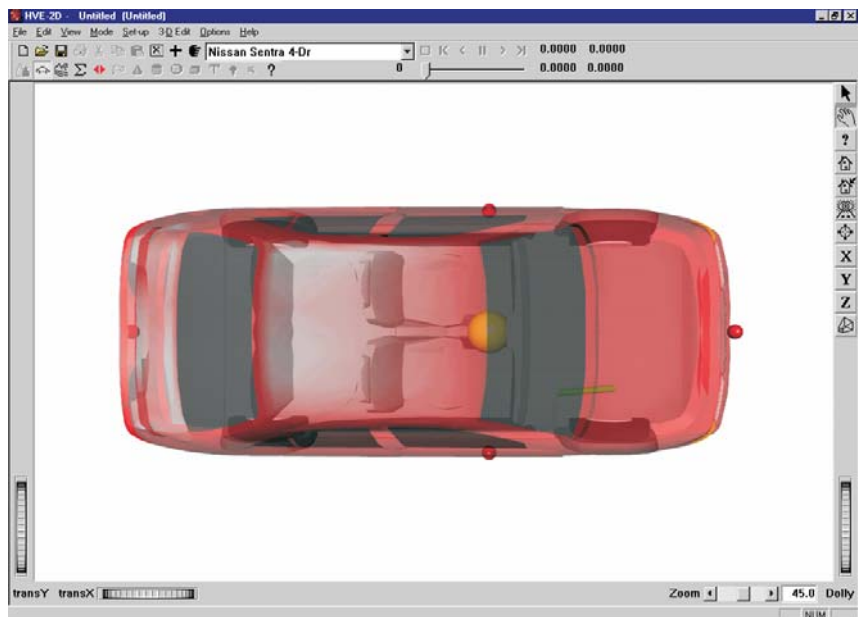 HVE-2D - Untitled (Untitled)
File Edit View Mode Set-up 3-D Edit Options Help
Nissan Sentra 4-Dr
0.0000 0.0000
? 0
0.0000 0.0000
?
X
Y
Z
transY transX
Zoom 45.0 Dolly
NUM